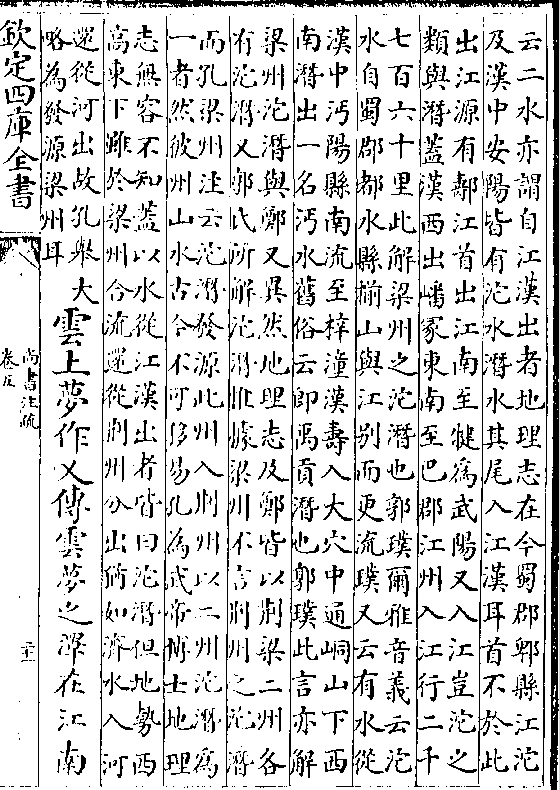 云二水亦謂自江漢出者地理志在今蜀郡郫縣江沱
及漢中安陽皆有沱水潛水其尾入江漢耳首不於此
出江源有鄩江首出江南至犍為武陽又入江豈沱之
類與潛蓋漢西出嶓冢東南至巴郡江州入江行二千
七百六十里此解梁州之沱潛也郭璞爾雅音義云沱
水自蜀郡都水縣揃山與江别而更流璞又云有水從
漢中沔陽縣南流至梓潼漢壽入大穴中通峒山下西
南潛出一名沔水舊俗云即禹貢潛也郭璞此言亦解
梁州沱潛與鄭又異然地理志及鄭皆以荆梁二州各
有沱潛又郭氏所解沱潛惟據梁州不言荆州之沱潛
而孔梁州注云沱潛發源此州入荆州以二州沱潛為
一者然彼州山水古今不可移易孔為武帝博士地理
志無容不知蓋以水從江漢出者皆曰沱潛但地勢西
高東下雖於梁州合流還從荆州分出猶如濟水入河
還從河出故孔舉大
略為發源梁州耳
雲土夢作乂傳雲夢之澤在江南
欽定四庫全書
尚書注疏
卷五